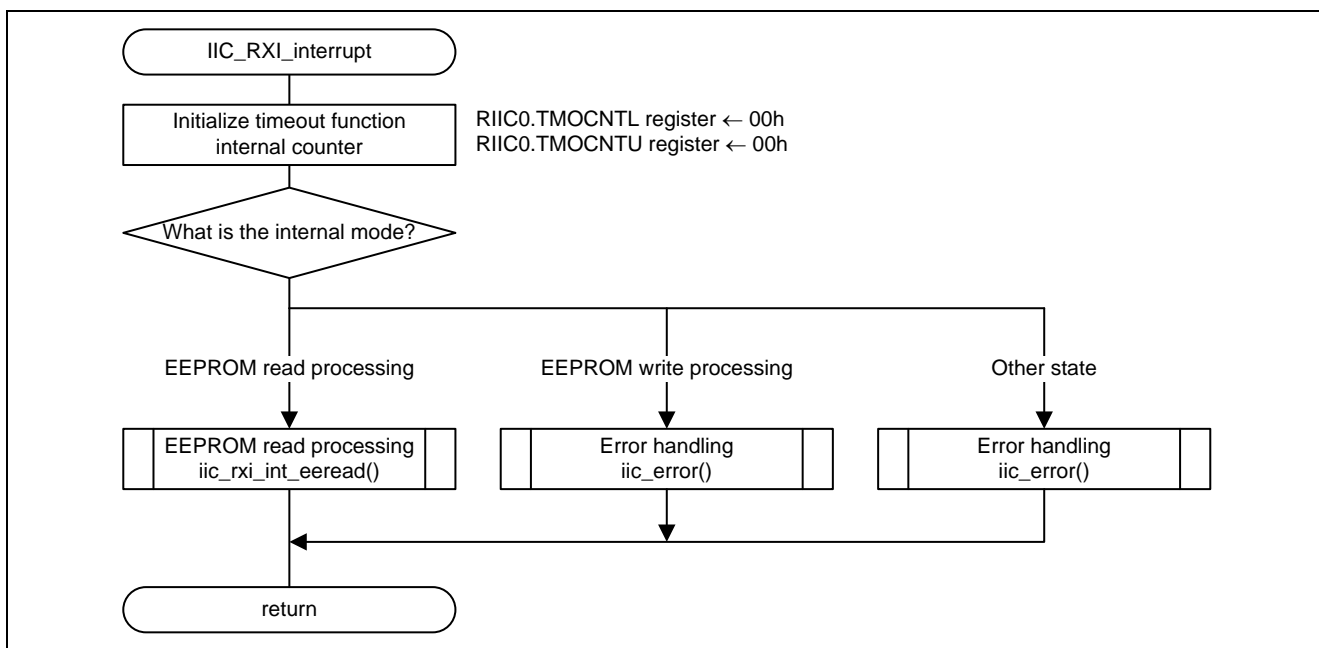 IIC_RXI_interrupt
Initialize timeout function
internal counter
RIIC0.TMOCNTL register ← 00h
RIIC0.TMOCNTU register ← 00h
What is the internal mode?
EEPROM read processing
EEPROM write processing
Other state
EEPROM read processing
iic_rxi_int_eeread()
Error handling
iic_error()
Error handling
iic_error()
return